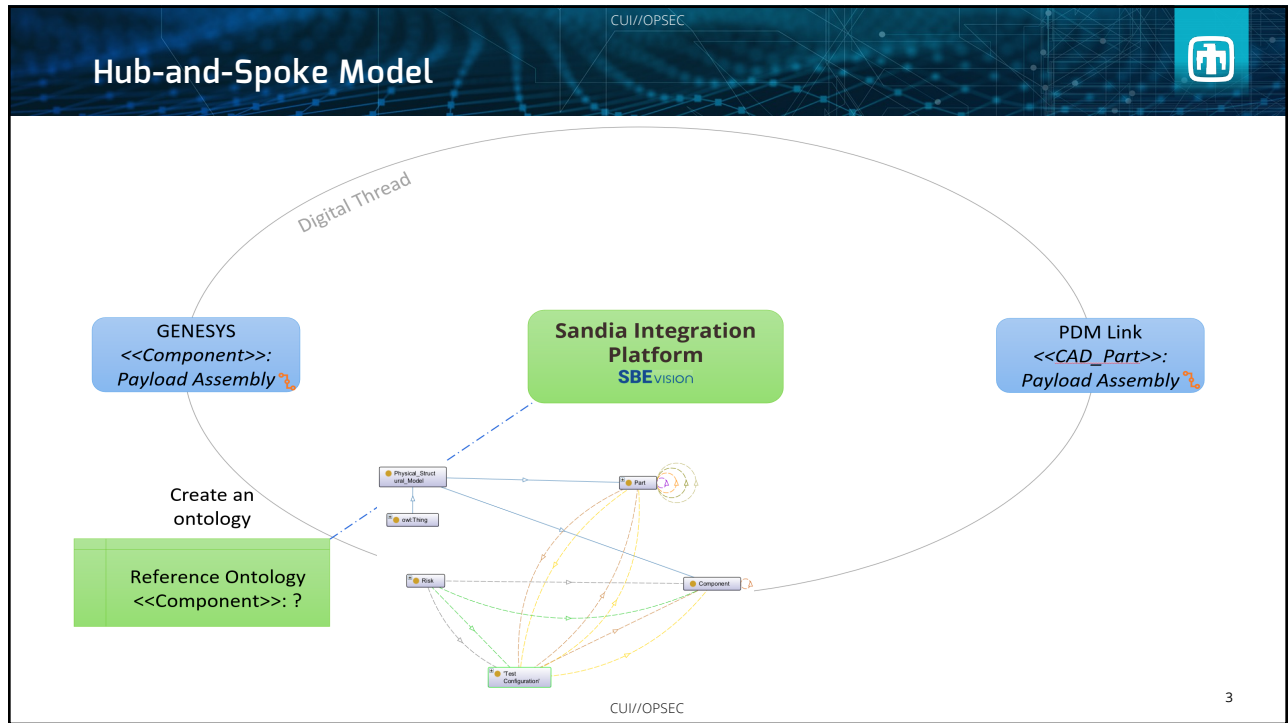 CUI//OPSEC
Hub-and-Spoke Model
Digital Thread
GENESYS
<<Component>>:
Payload Assembly
Sandia Integration
Platform
SBEVISION
PDM Link
<<CAD_Part>>:
Payload Assembly
Physical_Struct
ural_Model
Part
owl:Thing
Create an
ontology
Reference Ontology
<<Component>>: ?
Risk
Component
'Test
Configuration'
CUI//OPSEC
3